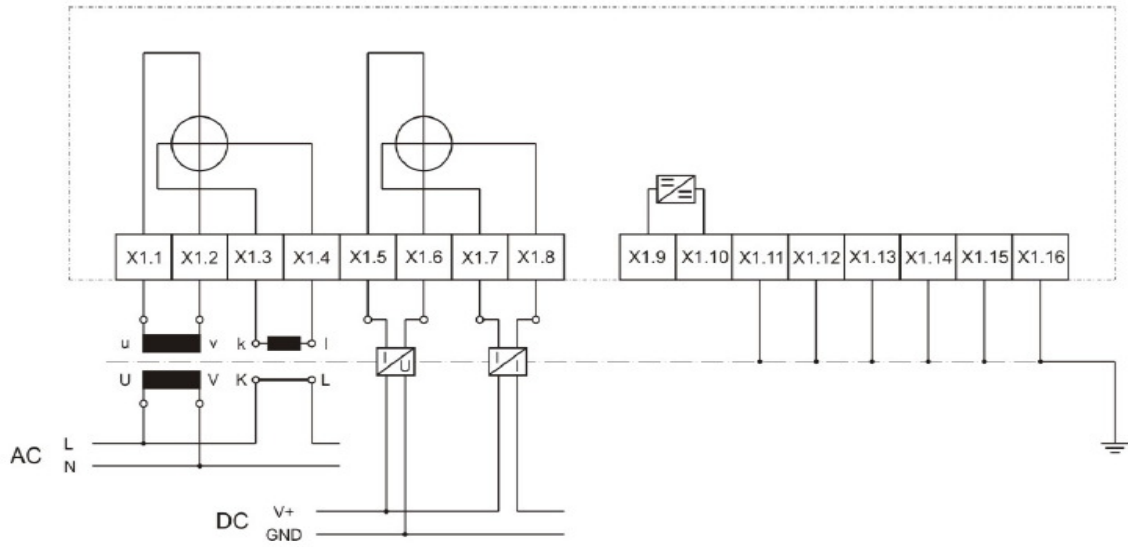 X1.1 X1.2 X1.3 X1.4 X1.5 X1.6 X1.7 X1.8 X1.9 X1.10 X1.11 X1.12 X1.13 X1.14 X1.15 X1.16
u v k l
I U I I
U V K L
AC L
N
DC V+
GND